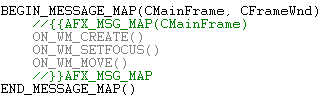 BEGIN_MESSAGE_MAP(CMainFrame, CFrameWnd)
//{{AFX_MSG_MAP(CMainFrame)
ON_WM_CREATE()
ON_WM_SETFOCUS()
ON_WM_MOVE()
//}}AFX_MSG_MAP
END_MESSAGE_MAP()